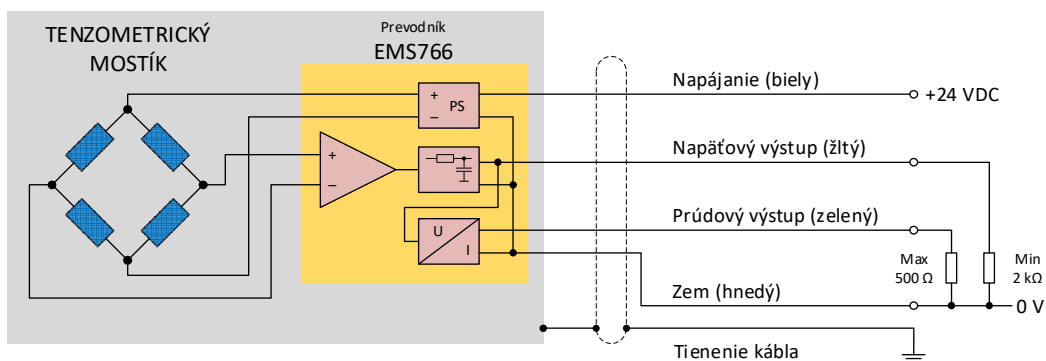 TENZOMETRICKÝ
MOSTÍK
Prevodník
EMS766
+
−
PS
+
−
U
I
Napájanie (biely)
+24 VDC
Napäťový výstup (žltý)
Prúdový výstup (zelený)
Max
500 Ω
Min
2 kΩ
Zem (hnedý)
0 V
Tienenie kábla